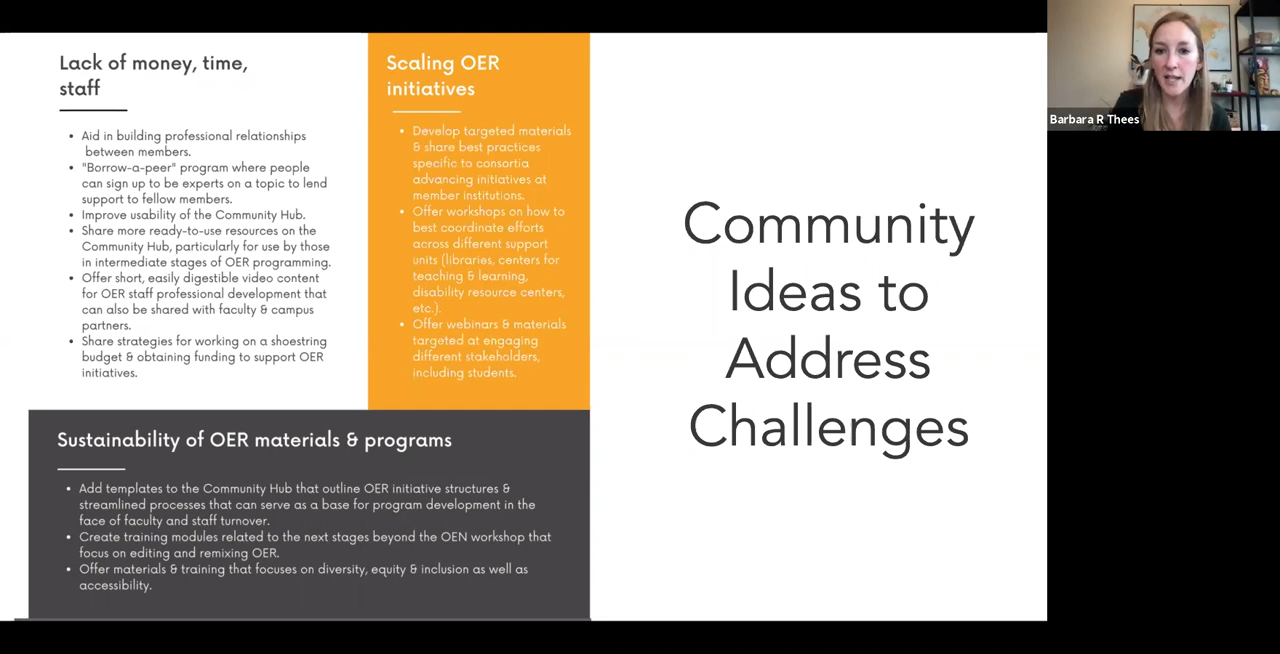 Lack of money, time,
staff
• Aid in building professional relationships
between members.
• "Borrow-a-peer" program where people
can sign up to be experts on a topic to lend
support to fellow members.
• Improve usability of the Community Hub.
• Share more ready-to-use resources on the
Community Hub, particularly for use by those
in intermediate stages of OER programming.
• Offer short, easily digestible video content
for OER staff professional development that
can also be shared with faculty & campus
partners.
• Share strategies for working on a shoestring
budget & obtaining funding to support OER
initiatives.
Scaling OER
initiatives
• Develop targeted materials
& share best practices
specific to consortia
advancing initiatives at
member institutions.
• Offer workshops on how to
best coordinate efforts
across different support
units (libraries, centers for
teaching & learning,
disability resource centers,
etc.).
• Offer webinars & materials
targeted at engaging
different stakeholders,
including students.
Sustainability of OER materials & programs
• Add templates to the Community Hub that outline OER initiative structures &
streamlined processes that can serve as a base for program development in the
face of faculty and staff turnover.
• Create training modules related to the next stages beyond the OEN workshop that
focus on editing and remixing OER.
• Offer materials & training that focuses on diversity, equity & inclusion as well as
accessibility.
Community
Ideas to
Address
Challenges
Barbara R Thees